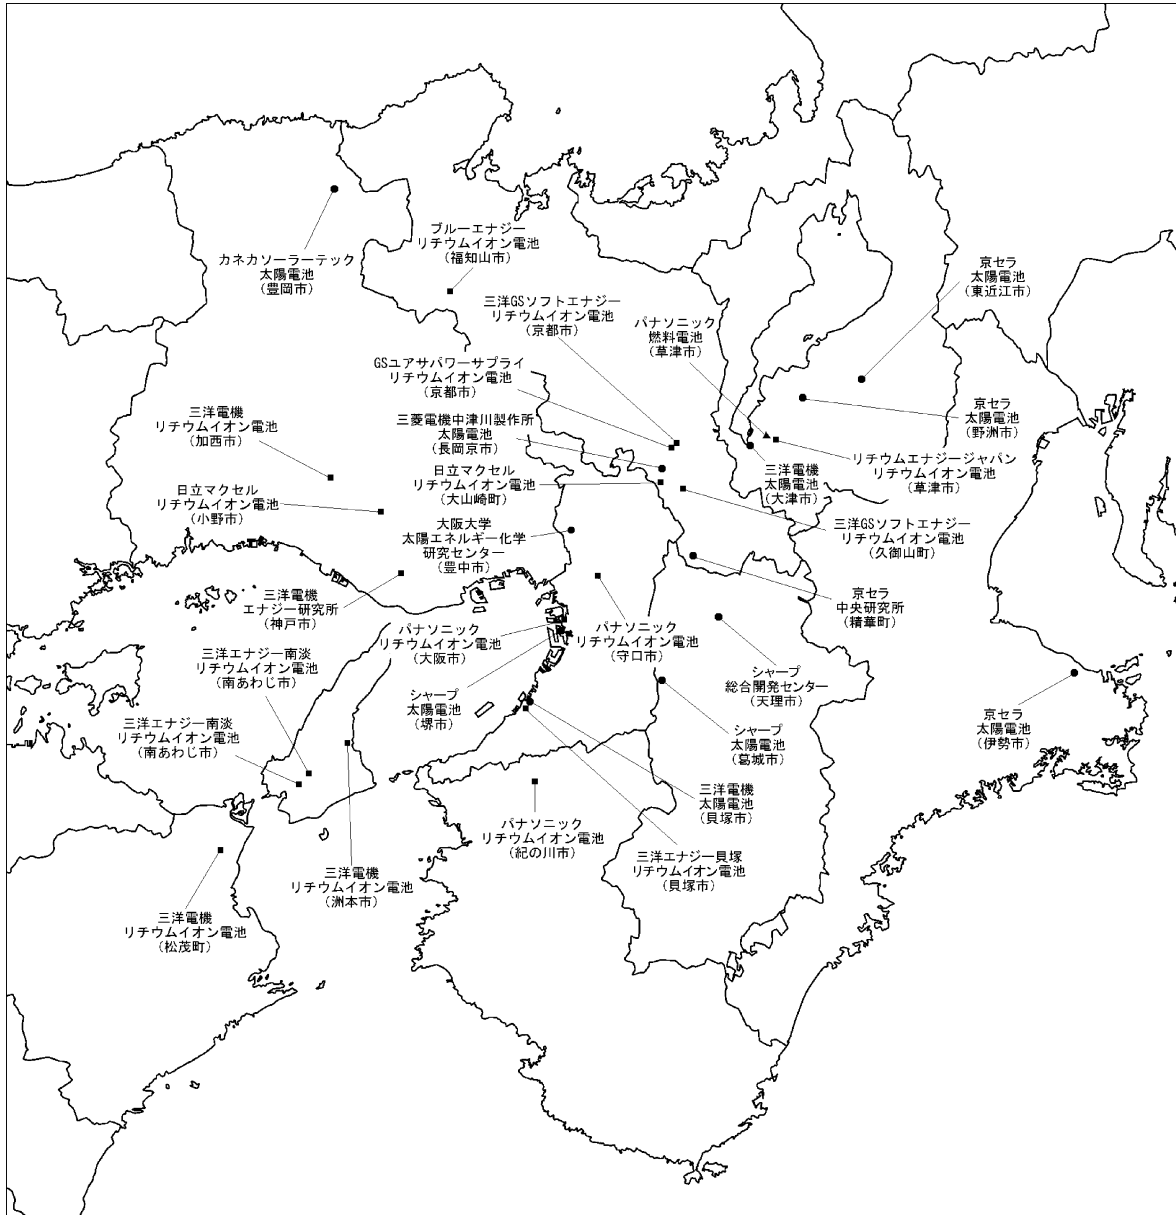 ブルーエナジー
リチウムイオン電池
（福知山市）
カネカソーラーテック
太陽電池
（豊岡市）
京セラ
太陽電池
（東近江市）
三洋GSソフトエナジー
リチウムイオン電池
（京都市）
パナソニック
燃料電池
（草津市）
GSユアサパワーサプライ
リチウムイオン電池
（京都市）
三洋電機
リチウムイオン電池
（加西市）
三菱電機中津川製作所
太陽電池
（長岡京市）
京セラ
太陽電池
（野洲市）
三洋電機
太陽電池
（大津市）
リチウムエナジージャパン
リチウムイオン電池
（草津市）
日立マクセル
リチウムイオン電池
（大山崎町）
日立マクセル
リチウムイオン電池
（小野市）
大阪大学
太陽エネルギー化学
研究センター
（豊中市）
三洋GSソフトエナジー
リチウムイオン電池
（久御山町）
三洋電機
エナジー研究所
（神戸市）
京セラ
中央研究所
（精華町）
パナソニック
リチウムイオン電池
（大阪市）
パナソニック
リチウムイオン電池
（守口市）
三洋エナジー南淡
リチウムイオン電池
（南あわじ市）
シャープ
総合開発センター
（天理市）
シャープ
太陽電池
（堺市）
三洋エナジー南淡
リチウムイオン電池
（南あわじ市）
京セラ
太陽電池
（伊勢市）
シャープ
太陽電池
（葛城市）
三洋電機
太陽電池
（貝塚市）
パナソニック
リチウムイオン電池
（紀の川市）
三洋エナジー貝塚
リチウムイオン電池
（貝塚市）
三洋電機
リチウムイオン電池
（洲本市）
三洋電機
リチウムイオン電池
（松茂町）